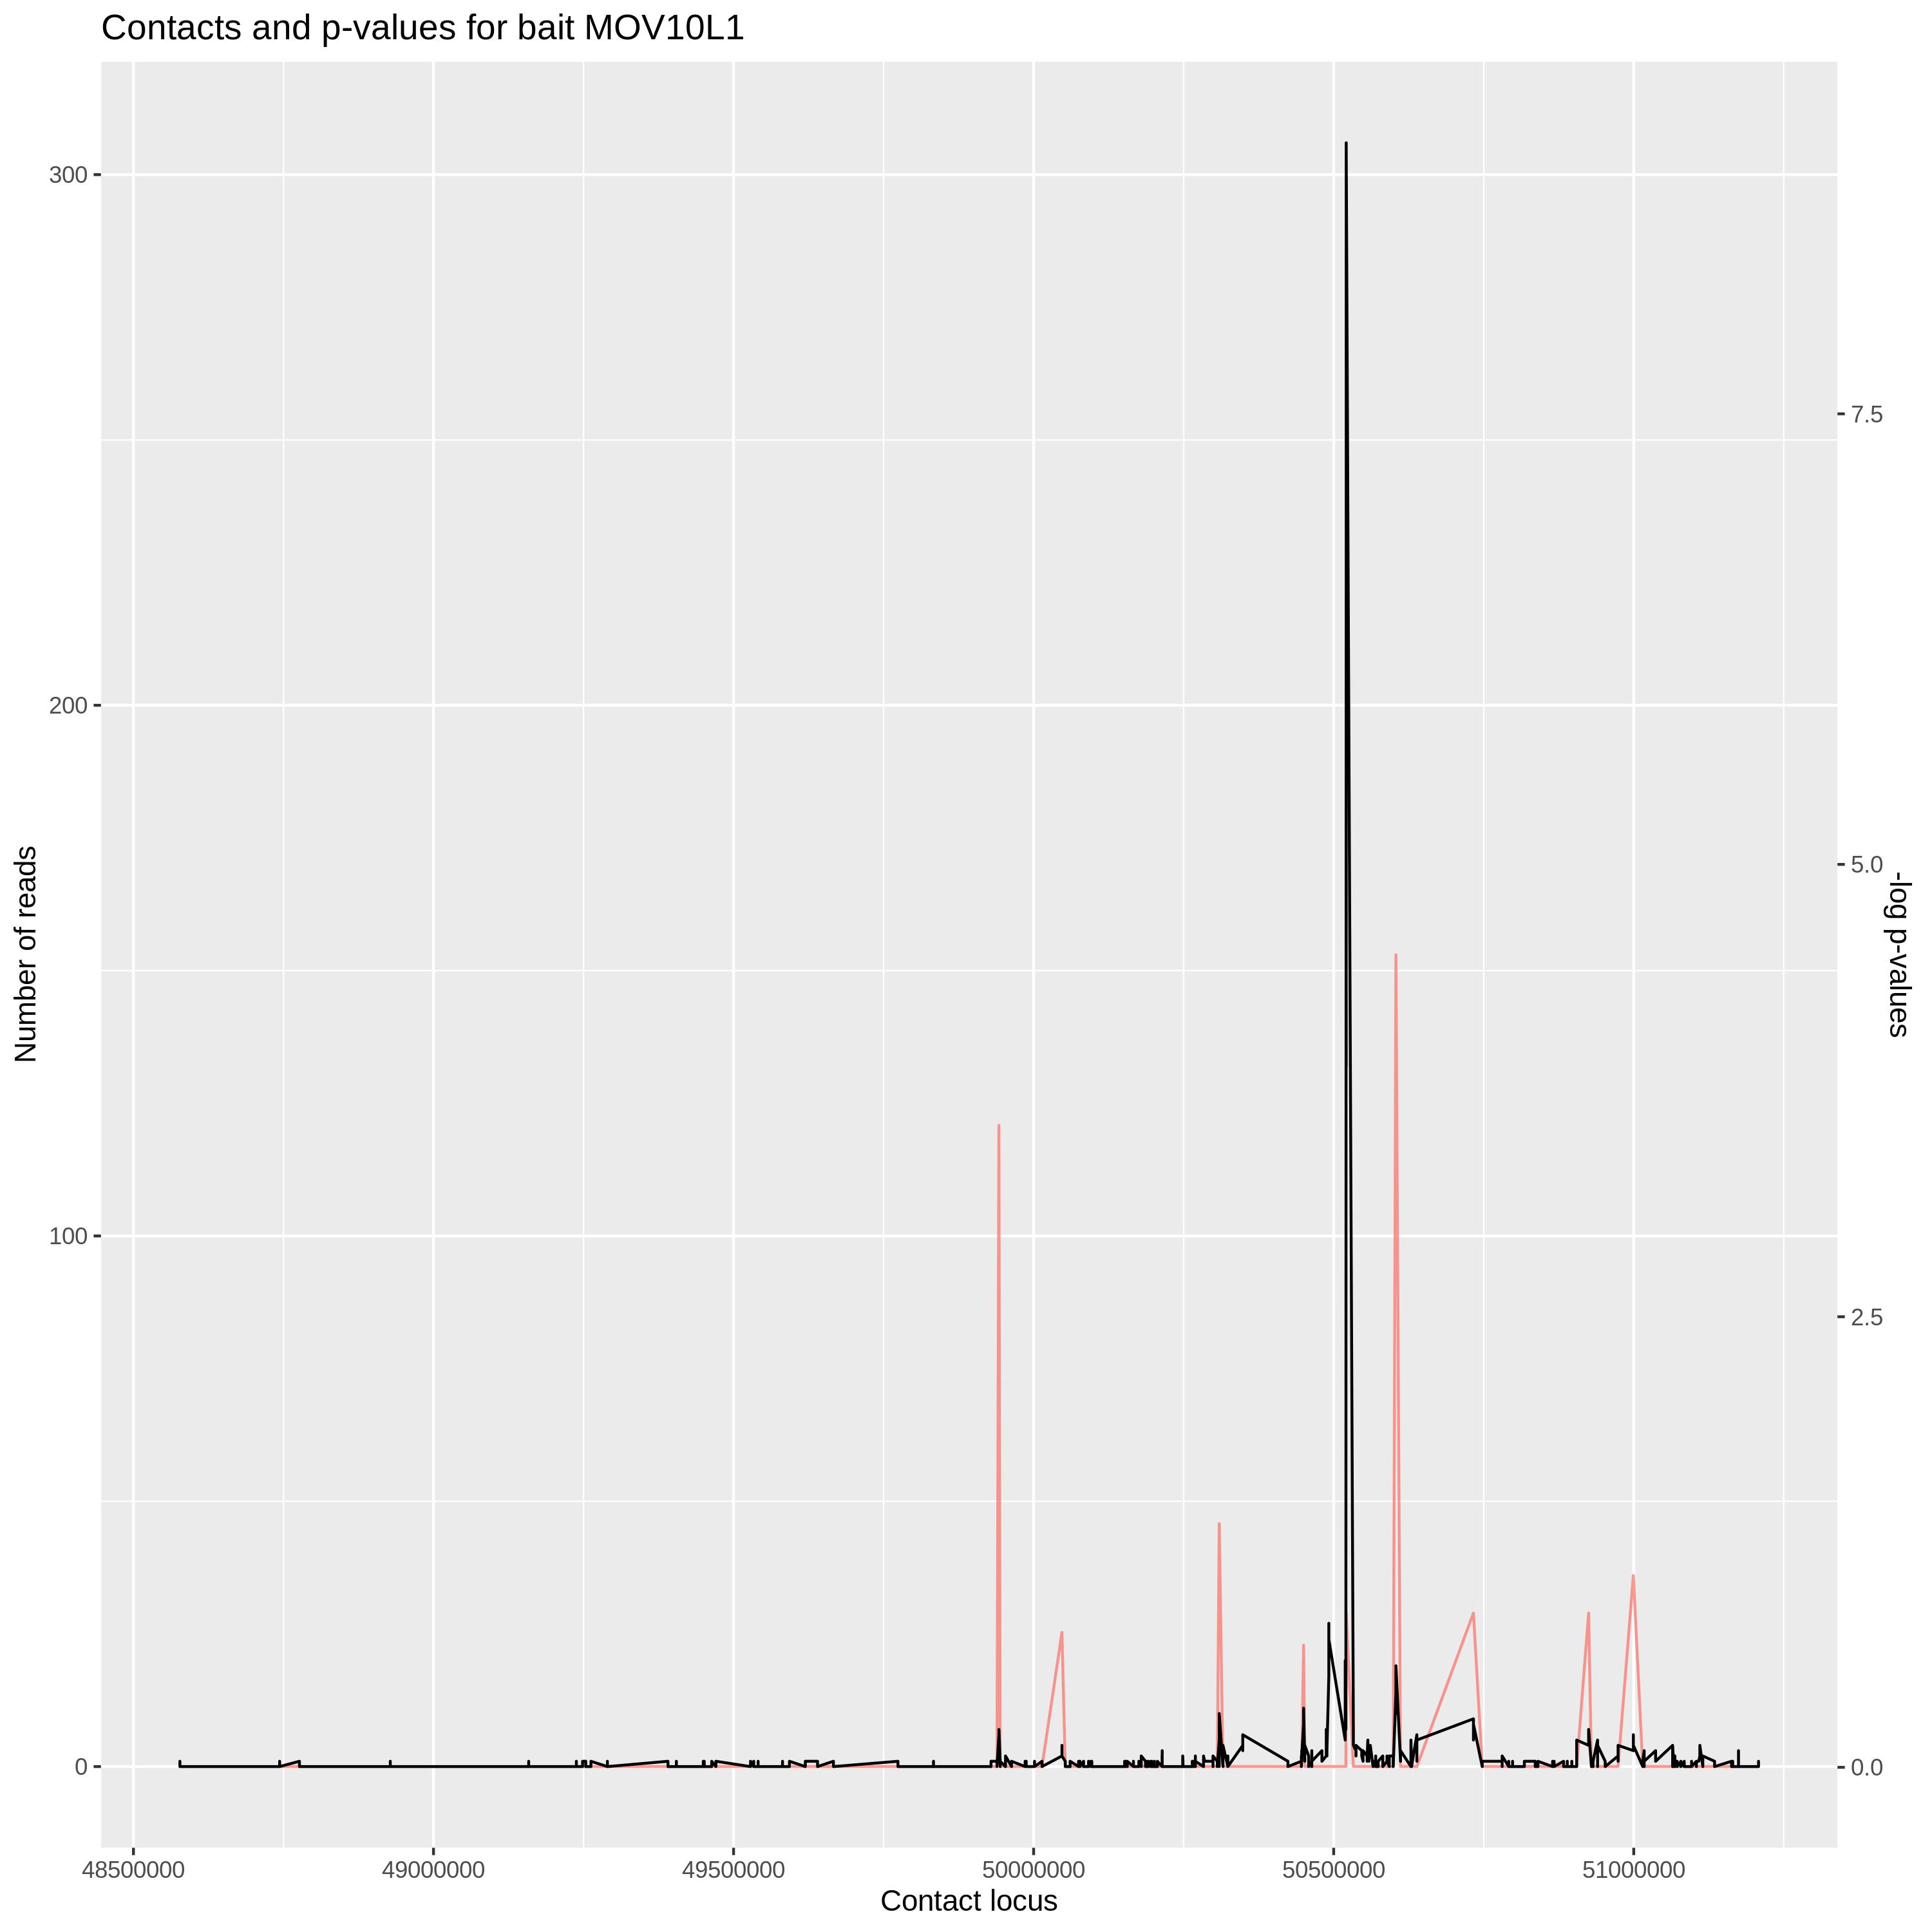 Contacts and p-values for bait MOV10L1
300
200
100
0
Number of reads
7.5
5.0
2.5
0.0
-log p-values
48500000 49000000 49500000 50000000 50500000 51000000
Contact locus